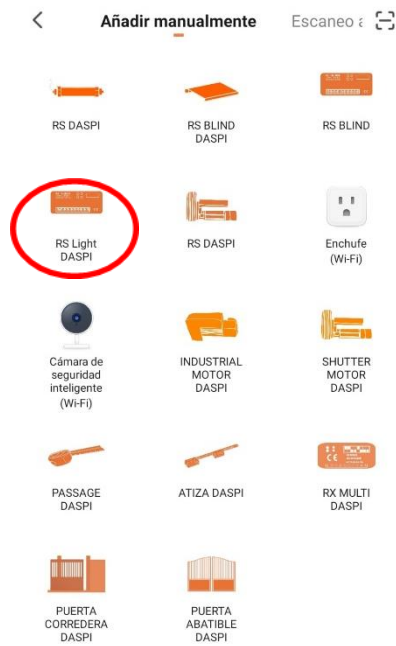 Añadir manualmente
Escaneo a
RS DASPI
RS BLIND
DASPI
RS BLIND
RS Light
DASPI
RS DASPI
Enchufe
(Wi-Fi)
Cámara de
seguridad
inteligente
(Wi-Fi)
INDUSTRIAL
MOTOR
DASPI
SHUTTER
MOTOR
DASPI
PASSAGE
DASPI
ATIZA DASPI
RX MULTI
DASPI
PUERTA
CORREDERA
DASPI
PUERTA
ABATIBLE
DASPI